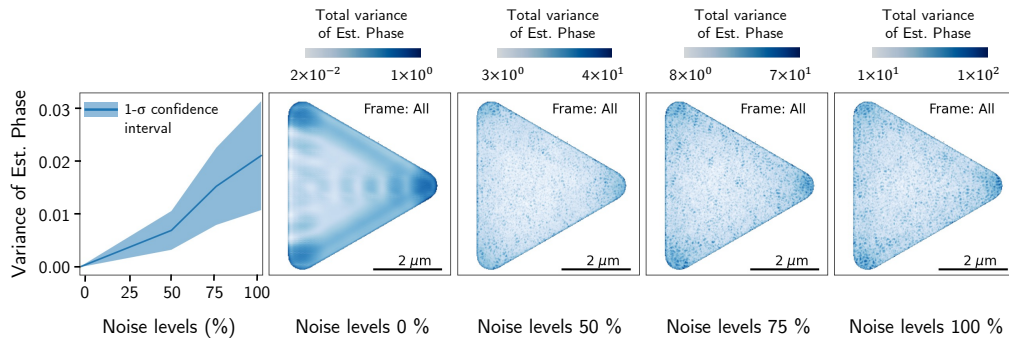 Total variance
of Est. Phase
2×10⁻²
1×10⁰
Total variance
of Est. Phase
3×10⁰
4×10¹
Total variance
of Est. Phase
8×10⁰
7×10¹
Total variance
of Est. Phase
1×10¹
1×10²
Variance of Est. Phase
0.03
0.02
0.01
0.00
1-σ confidence
interval
0
25
50
75
100
Noise levels (%)
Frame: All
2 μm
Noise levels 0 %
Frame: All
2 μm
Noise levels 50 %
Frame: All
2 μm
Noise levels 75 %
Frame: All
2 μm
Noise levels 100 %